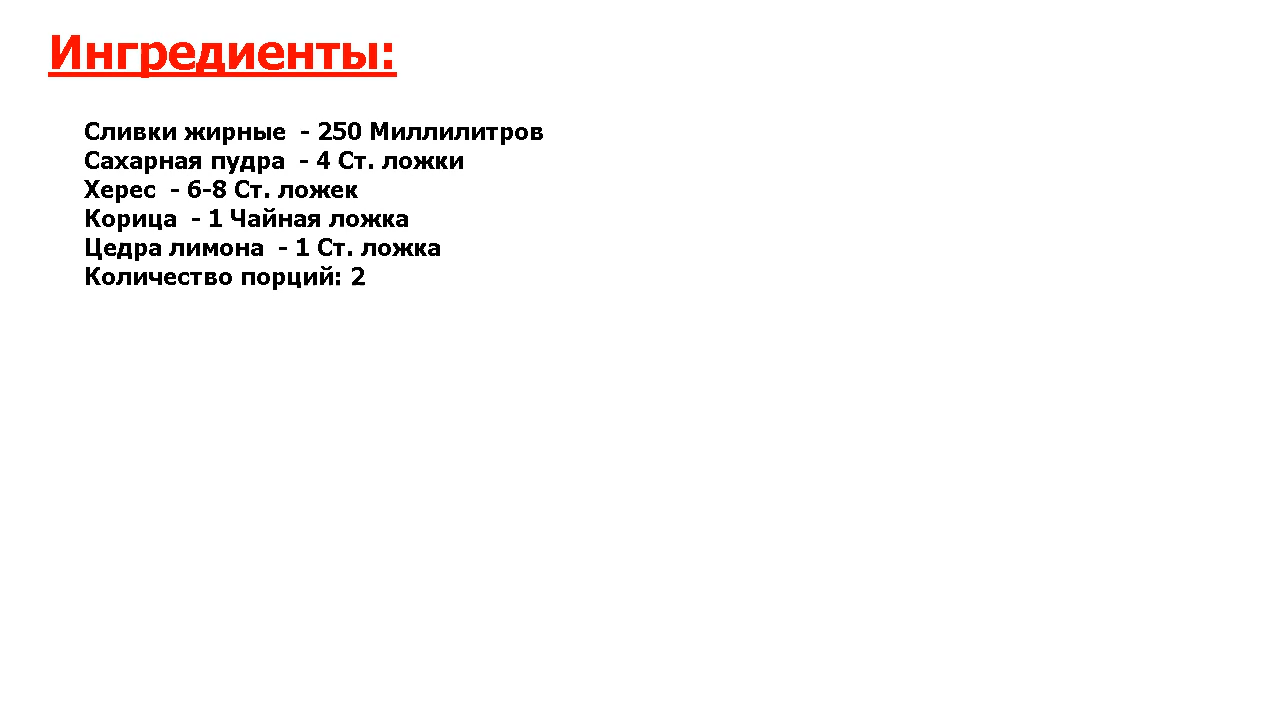 Ингредиенты:
Сливки жирные - 250 Миллилитров
Сахарная пудра - 4 Ст. ложки
Херес - 6-8 Ст. ложек
Корица - 1 Чайная ложка
Цедра лимона - 1 Ст. ложка
Количество порций: 2